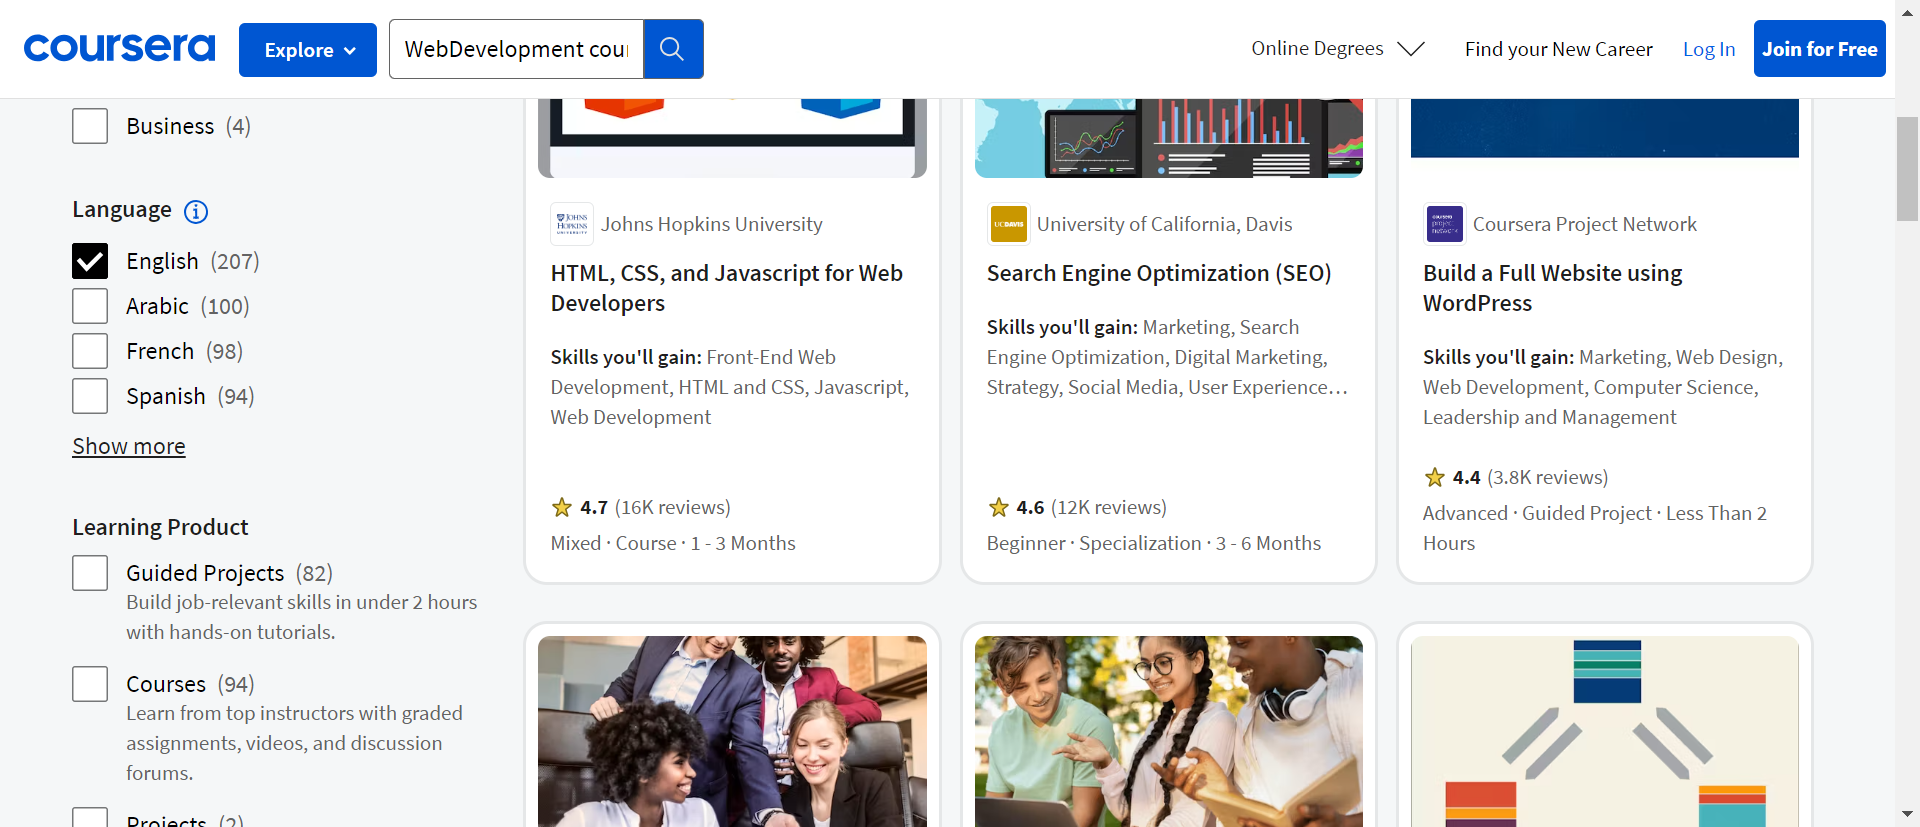 coursera
Explore
WebDevelopment cour
Online Degrees
Find your New Career
Log In
Join for Free
Business (4)
Language
English (207)
Arabic (100)
French (98)
Spanish (94)
Show more
Learning Product
Guided Projects (82)
Build job-relevant skills in under 2 hours
with hands-on tutorials.
Courses (94)
Learn from top instructors with graded
assignments, videos, and discussion
forums.
Projects (2)
JOHNS
HOPKINS
UNIVERSITY
Johns Hopkins University
HTML, CSS, and Javascript for Web
Developers
Skills you'll gain: Front-End Web
Development, HTML and CSS, Javascript,
Web Development
4.7 (16K reviews)
Mixed · Course · 1 - 3 Months
UCDAVIS
University of California, Davis
Search Engine Optimization (SEO)
Skills you'll gain: Marketing, Search
Engine Optimization, Digital Marketing,
Strategy, Social Media, User Experience...
4.6 (12K reviews)
Beginner · Specialization · 3 - 6 Months
coursera
project
network
Coursera Project Network
Build a Full Website using
WordPress
Skills you'll gain: Marketing, Web Design,
Web Development, Computer Science,
Leadership and Management
4.4 (3.8K reviews)
Advanced · Guided Project · Less Than 2
Hours